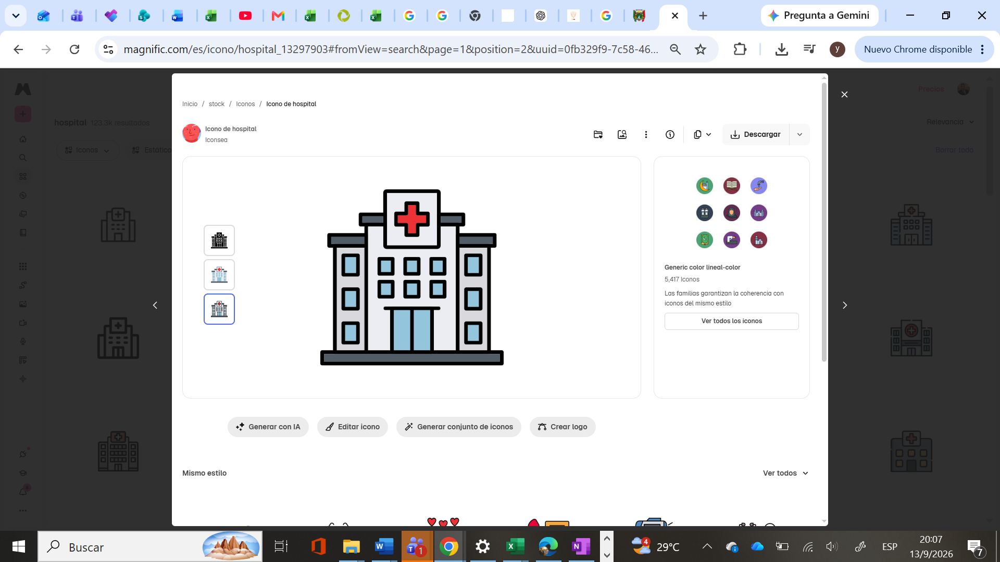 Pregunta a Gemini
magnific.com/es/icono/hospital_13297903#fromView=search&page=1&position=2&uuid=0fb329f9-7c58-46...
y
Nuevo Chrome disponible
Precios
hospital 123.3k resultados
Relevancia
Iconos
Estático
Borrar todo
Inicio / stock / Iconos / Icono de hospital
Icono de hospital
Iconsea
Descargar
Generic color lineal-color
5,417 Iconos
Las familias garantizan la coherencia con
iconos del mismo estilo
Ver todos los iconos
Generar con IA
Editar icono
Generar conjunto de iconos
Crear logo
Mismo estilo
Ver todos
Buscar
1
4
29°C
ESP
20:07
13/9/2026
7